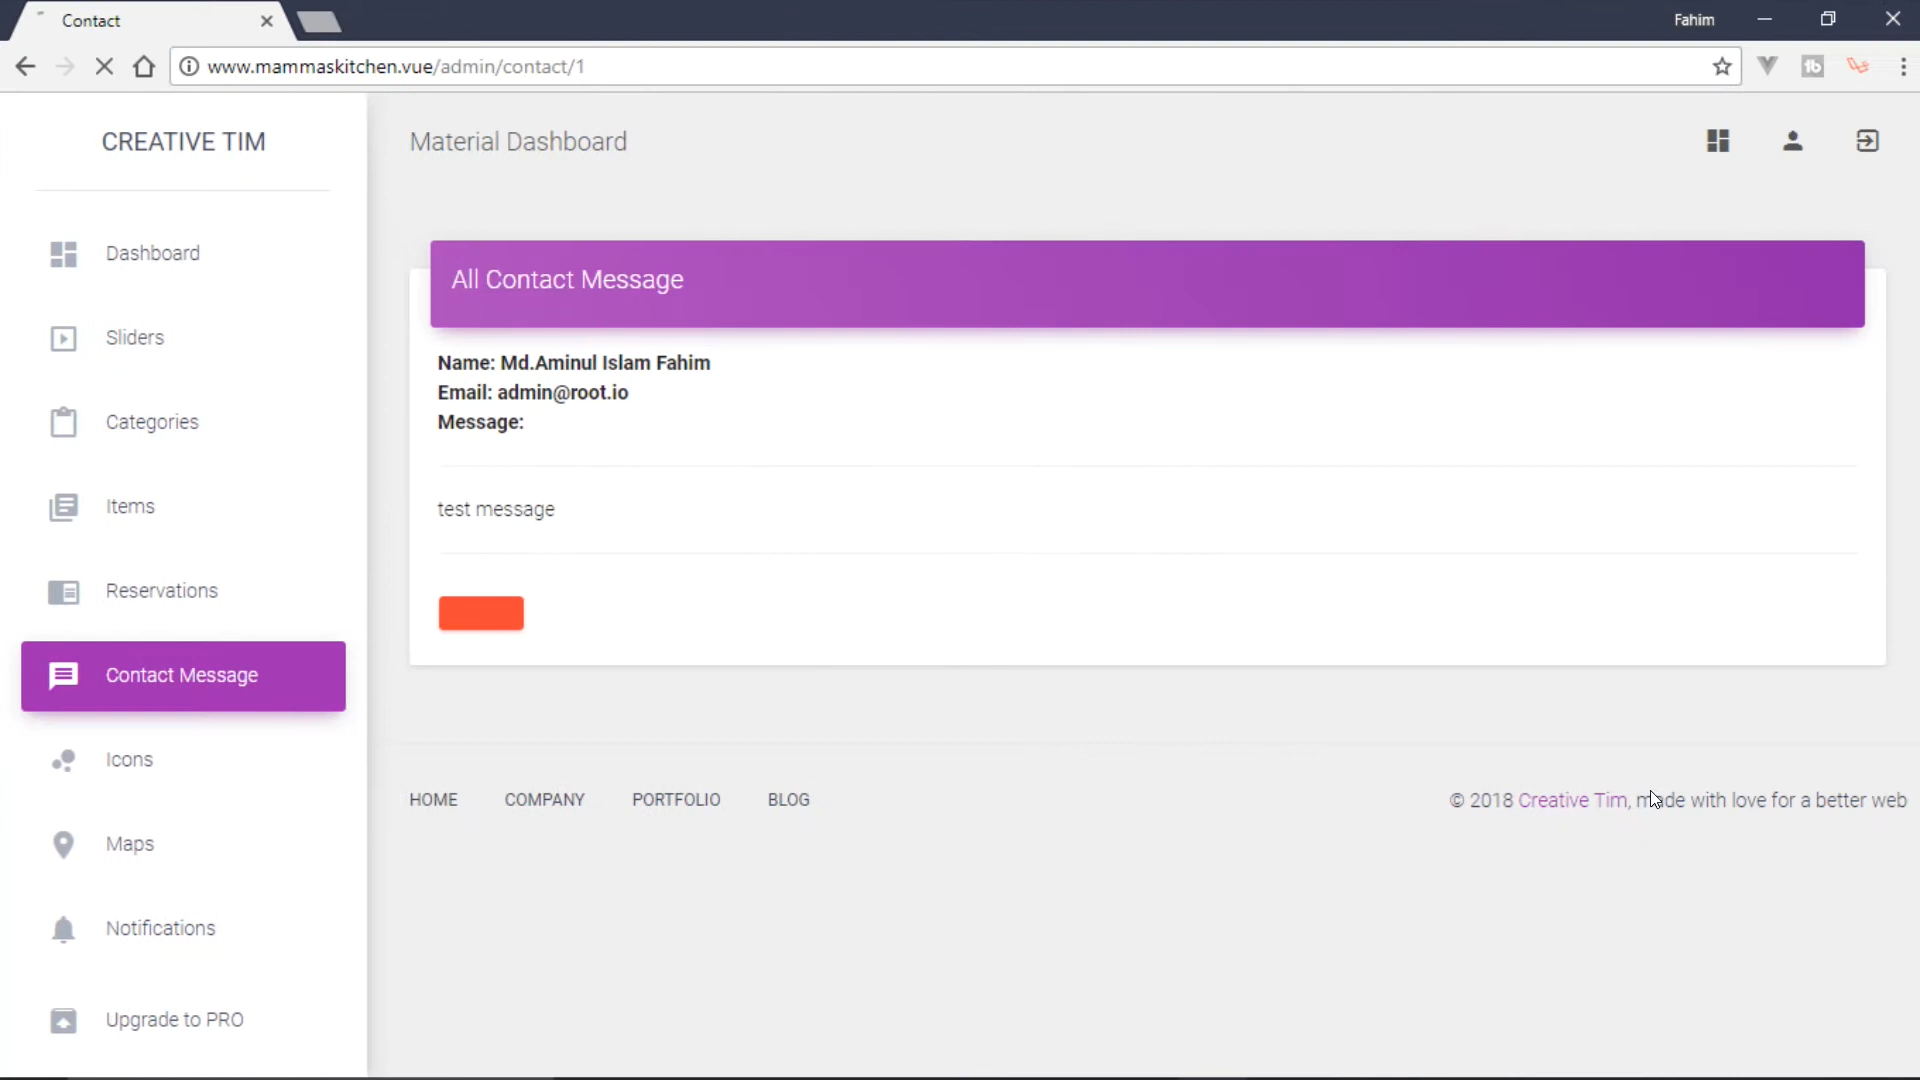 Contact
Fahim
www.mammaskitchen.vue/admin/contact/1
CREATIVE TIM
Material Dashboard
Dashboard
Sliders
Categories
Items
Reservations
Contact Message
Icons
Maps
Notifications
Upgrade to PRO
All Contact Message
Name: Md.Aminul Islam Fahim
Email: admin@root.io
Message:
test message
HOME COMPANY PORTFOLIO BLOG
© 2018 Creative Tim, made with love for a better web